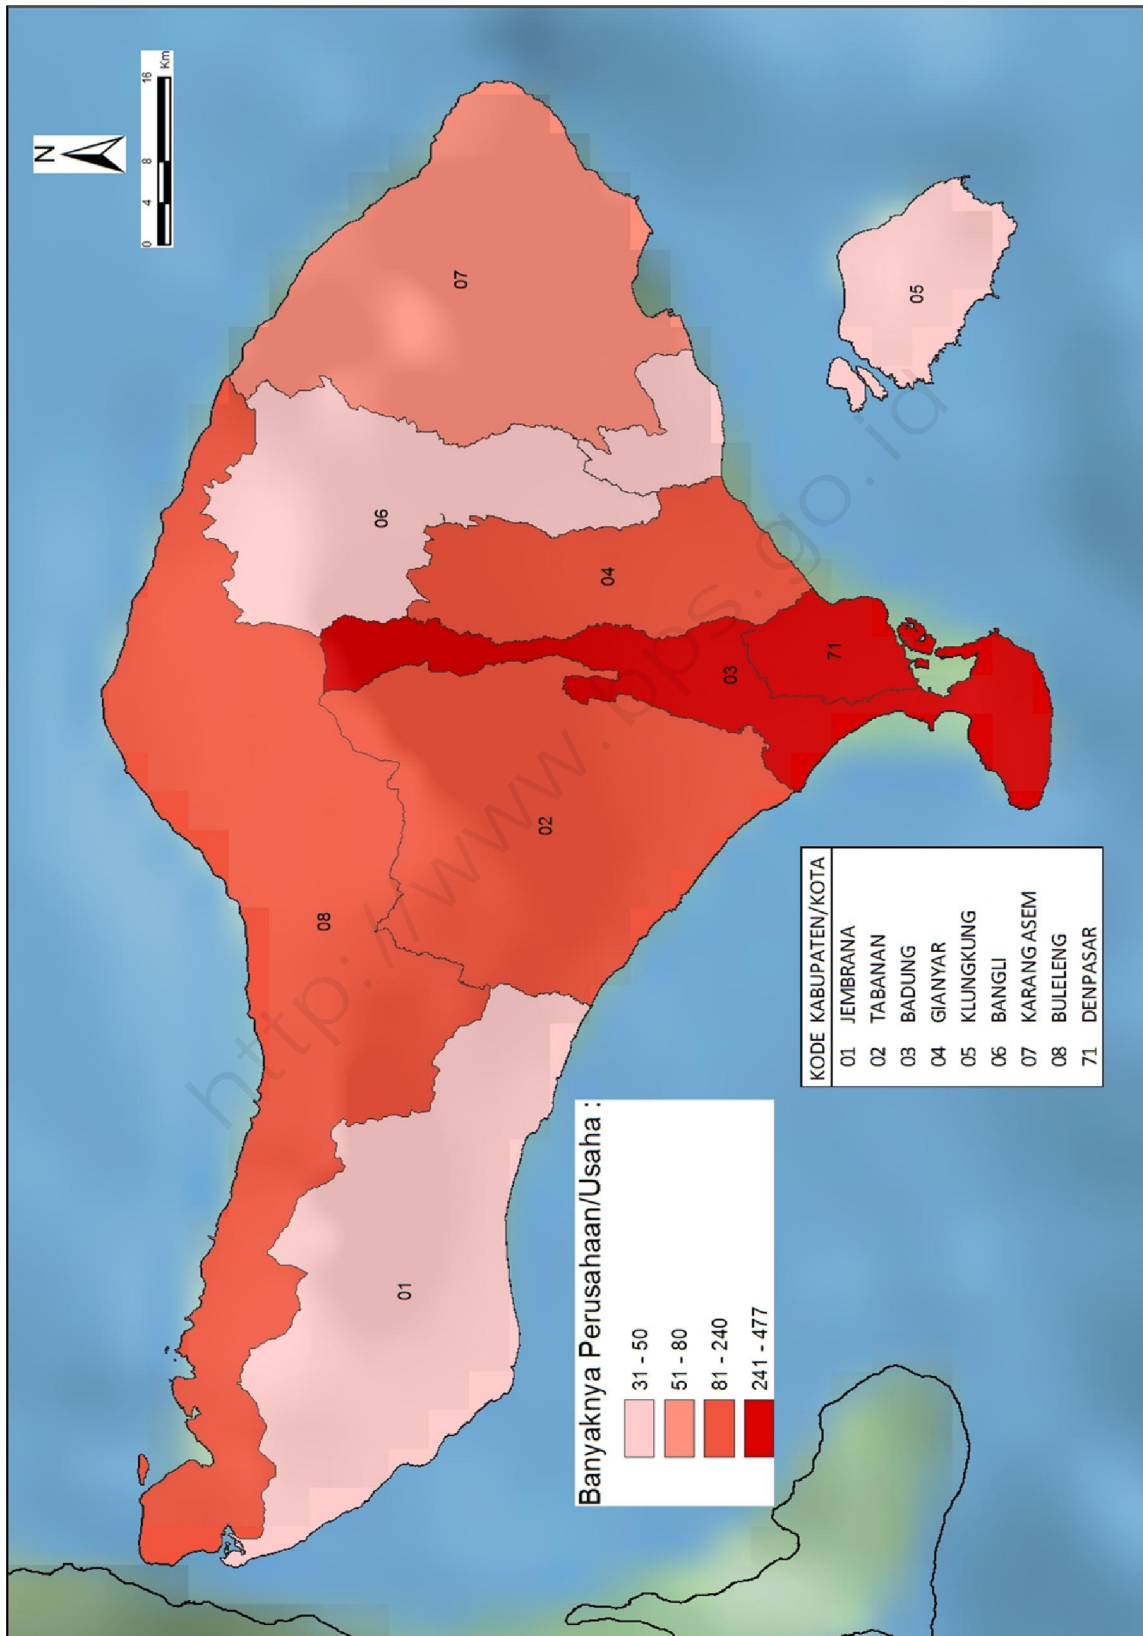 N
0 4 8 16
Km
07
06
05
04
08
03
71
02
01
http://www.bps.go.id
Banyaknya Perusahaan/Usaha :
31 - 50
51 - 80
81 - 240
241 - 477
KODE KABUPATEN/KOTA
01 JEMBRANA
02 TABANAN
03 BADUNG
04 GIANYAR
05 KLUNGKUNG
06 BANGLI
07 KARANG ASEM
08 BULELENG
71 DENPASAR